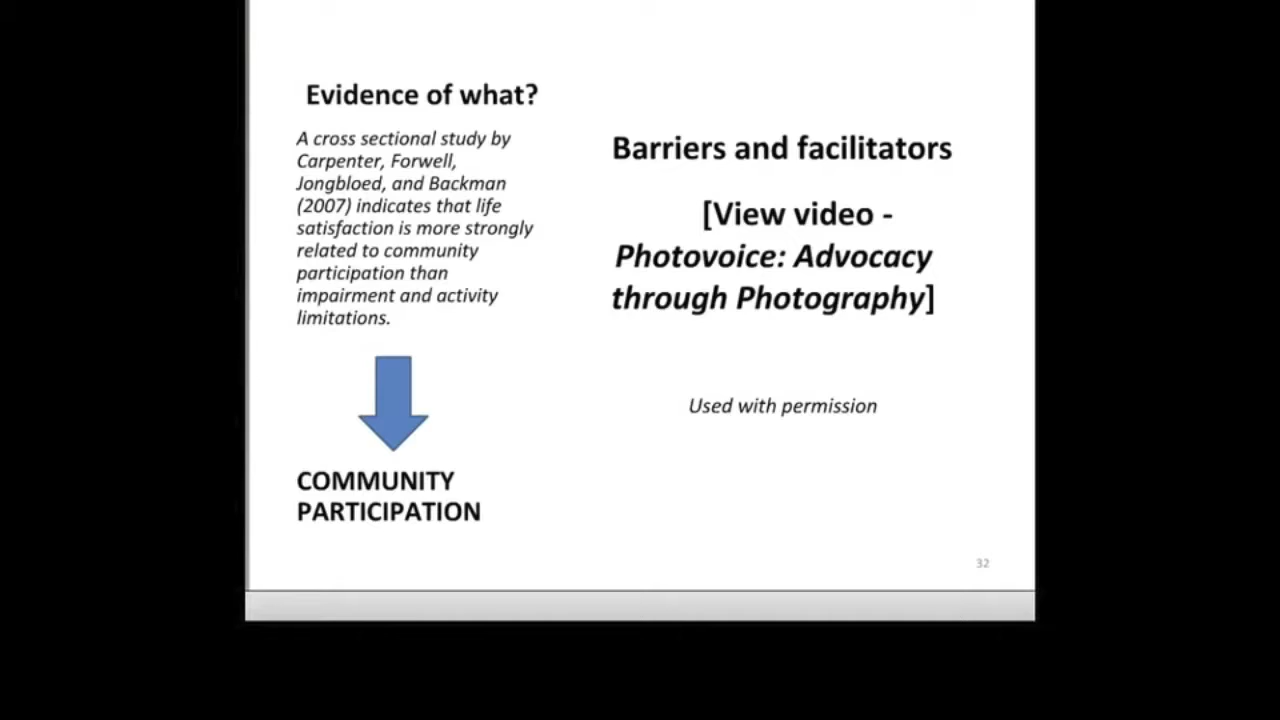 Evidence of what?
A cross sectional study by
Carpenter, Forwell,
Jongbloed, and Backman
(2007) indicates that life
satisfaction is more strongly
related to community
participation than
impairment and activity
limitations.
COMMUNITY
PARTICIPATION
Barriers and facilitators
[View video -
Photovoice: Advocacy
through Photography]
Used with permission
32